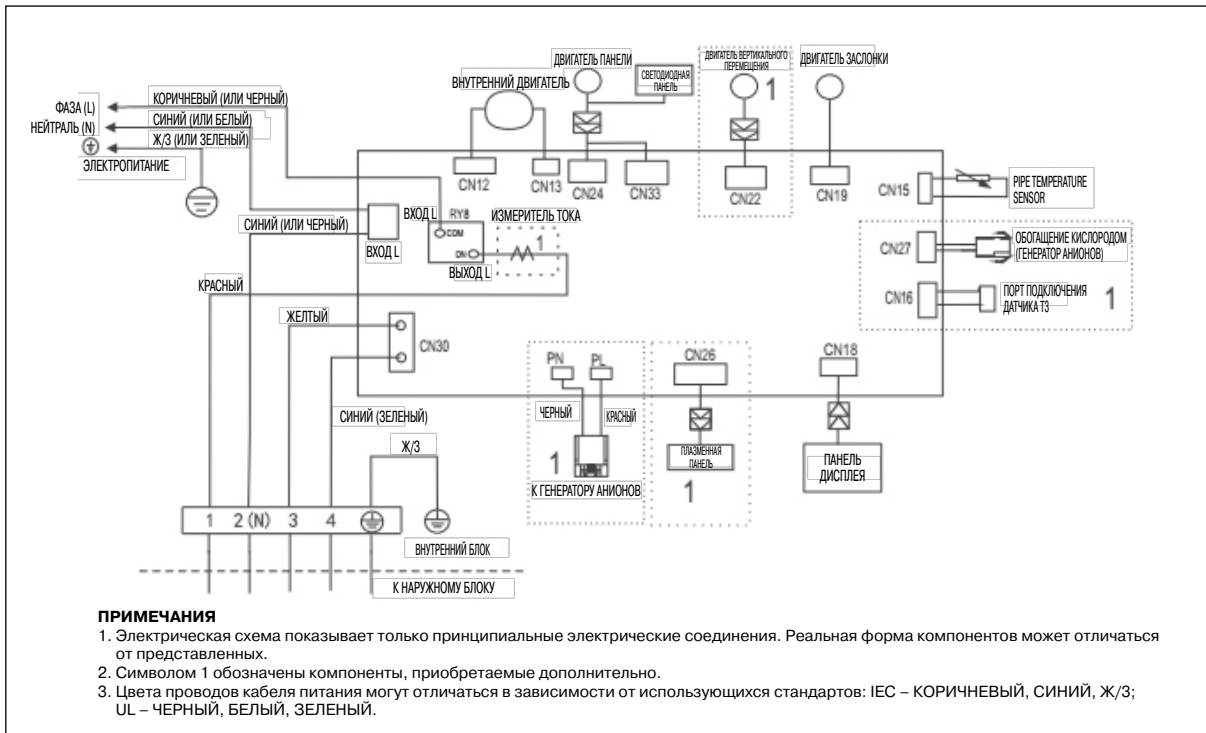 ДВИГАТЕЛЬ ПАНЕЛИ
ДВИГАТЕЛЬ ВЕРТИКАЛЬНОГО
ПЕРЕМЕЩЕНИЯ
ДВИГАТЕЛЬ ЗАСЛОНКИ
СВЕТОДИОДНАЯ
ПАНЕЛЬ
ВНУТРЕННИЙ ДВИГАТЕЛЬ
1
ФАЗА (L)
КОРИЧНЕВЫЙ (ИЛИ ЧЕРНЫЙ)
НЕЙТРАЛЬ (N)
СИНИЙ (ИЛИ БЕЛЫЙ)
Ж/З (ИЛИ ЗЕЛЕНЫЙ)
ЭЛЕКТРОПИТАНИЕ
CN12
CN13
CN24
CN33
CN22
CN19
CN15
PIPE TEMPERATURE
SENSOR
СИНИЙ (ИЛИ ЧЕРНЫЙ)
ВХОД L
ВХОД L
RY8
COM
ON
ВЫХОД L
ИЗМЕРИТЕЛЬ ТОКА
1
CN27
ОБОГАЩЕНИЕ КИСЛОРОДОМ
(ГЕНЕРАТОР АНИОНОВ)
CN16
ПОРТ ПОДКЛЮЧЕНИЯ
ДАТЧИКА Т3
1
КРАСНЫЙ
ЖЕЛТЫЙ
CN30
PN
PL
CN26
CN18
СИНИЙ (ЗЕЛЕНЫЙ)
ЧЕРНЫЙ
КРАСНЫЙ
Ж/З
1
К ГЕНЕРАТОРУ АНИОНОВ
ПЛАЗМЕННАЯ
ПАНЕЛЬ
1
ПАНЕЛЬ
ДИСПЛЕЯ
1 2 (N) 3 4
ВНУТРЕННИЙ БЛОК
К НАРУЖНОМУ БЛОКУ
ПРИМЕЧАНИЯ
1. Электрическая схема показывает только принципиальные электрические соединения. Реальная форма компонентов может отличаться
от представленных.
2. Символом 1 обозначены компоненты, приобретаемые дополнительно.
3. Цвета проводов кабеля питания могут отличаться в зависимости от использующихся стандартов: IEC – КОРИЧНЕВЫЙ, СИНИЙ, Ж/З;
UL – ЧЕРНЫЙ, БЕЛЫЙ, ЗЕЛЕНЫЙ.